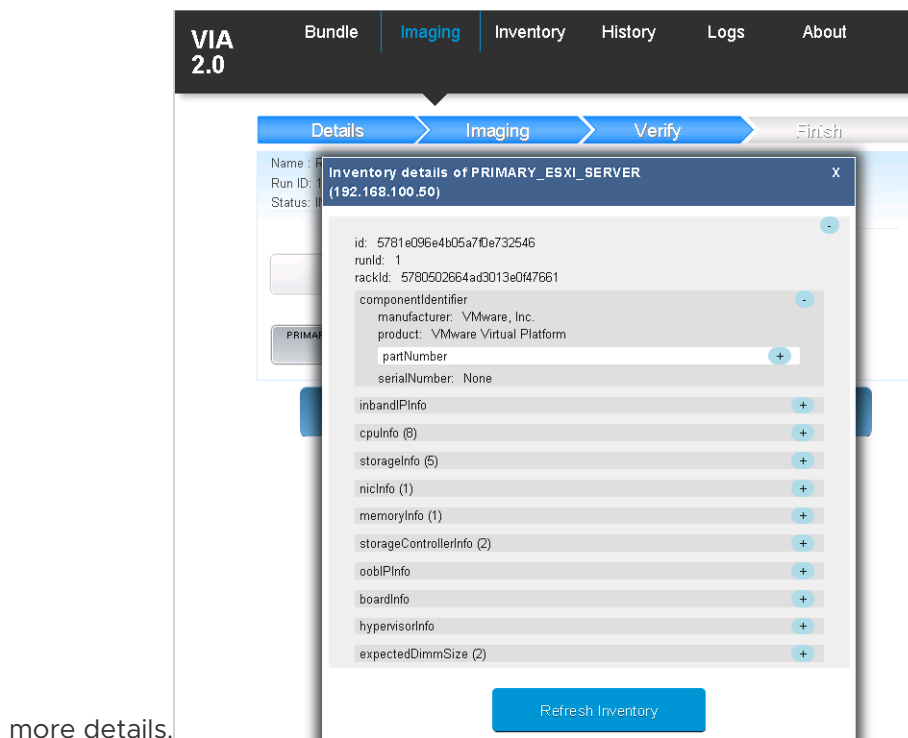 VIA 2.0
Bundle
Imaging
Inventory
History
Logs
About
Details
Imaging
Verify
Finish
Name :
Run ID: 1
Status:
Inventory details of PRIMARY_ESXI_SERVER
(192.168.100.50)
X
-
id: 5781e096e4b05a7f0e732546
runId: 1
rackId: 5780502664ad3013e0f47661
componentIdentifier
-
manufacturer: VMware, Inc.
product: VMware Virtual Platform
partNumber
+
serialNumber: None
inbandIPInfo
+
cpuInfo (8)
+
storageInfo (5)
+
nicInfo (1)
+
memoryInfo (1)
+
storageControllerInfo (2)
+
oobIPInfo
+
boardInfo
+
hypervisorInfo
+
expectedDimmSize (2)
+
Refresh Inventory
more details.